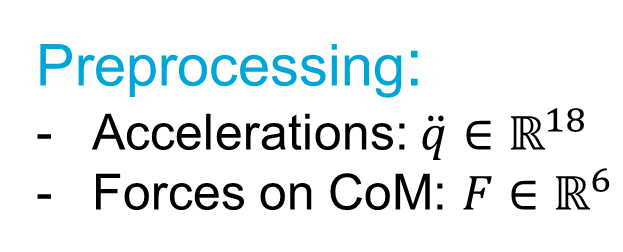 Preprocessing:
- Accelerations: q̈ ∈ ℝ¹⁸
- Forces on CoM: F ∈ ℝ⁶